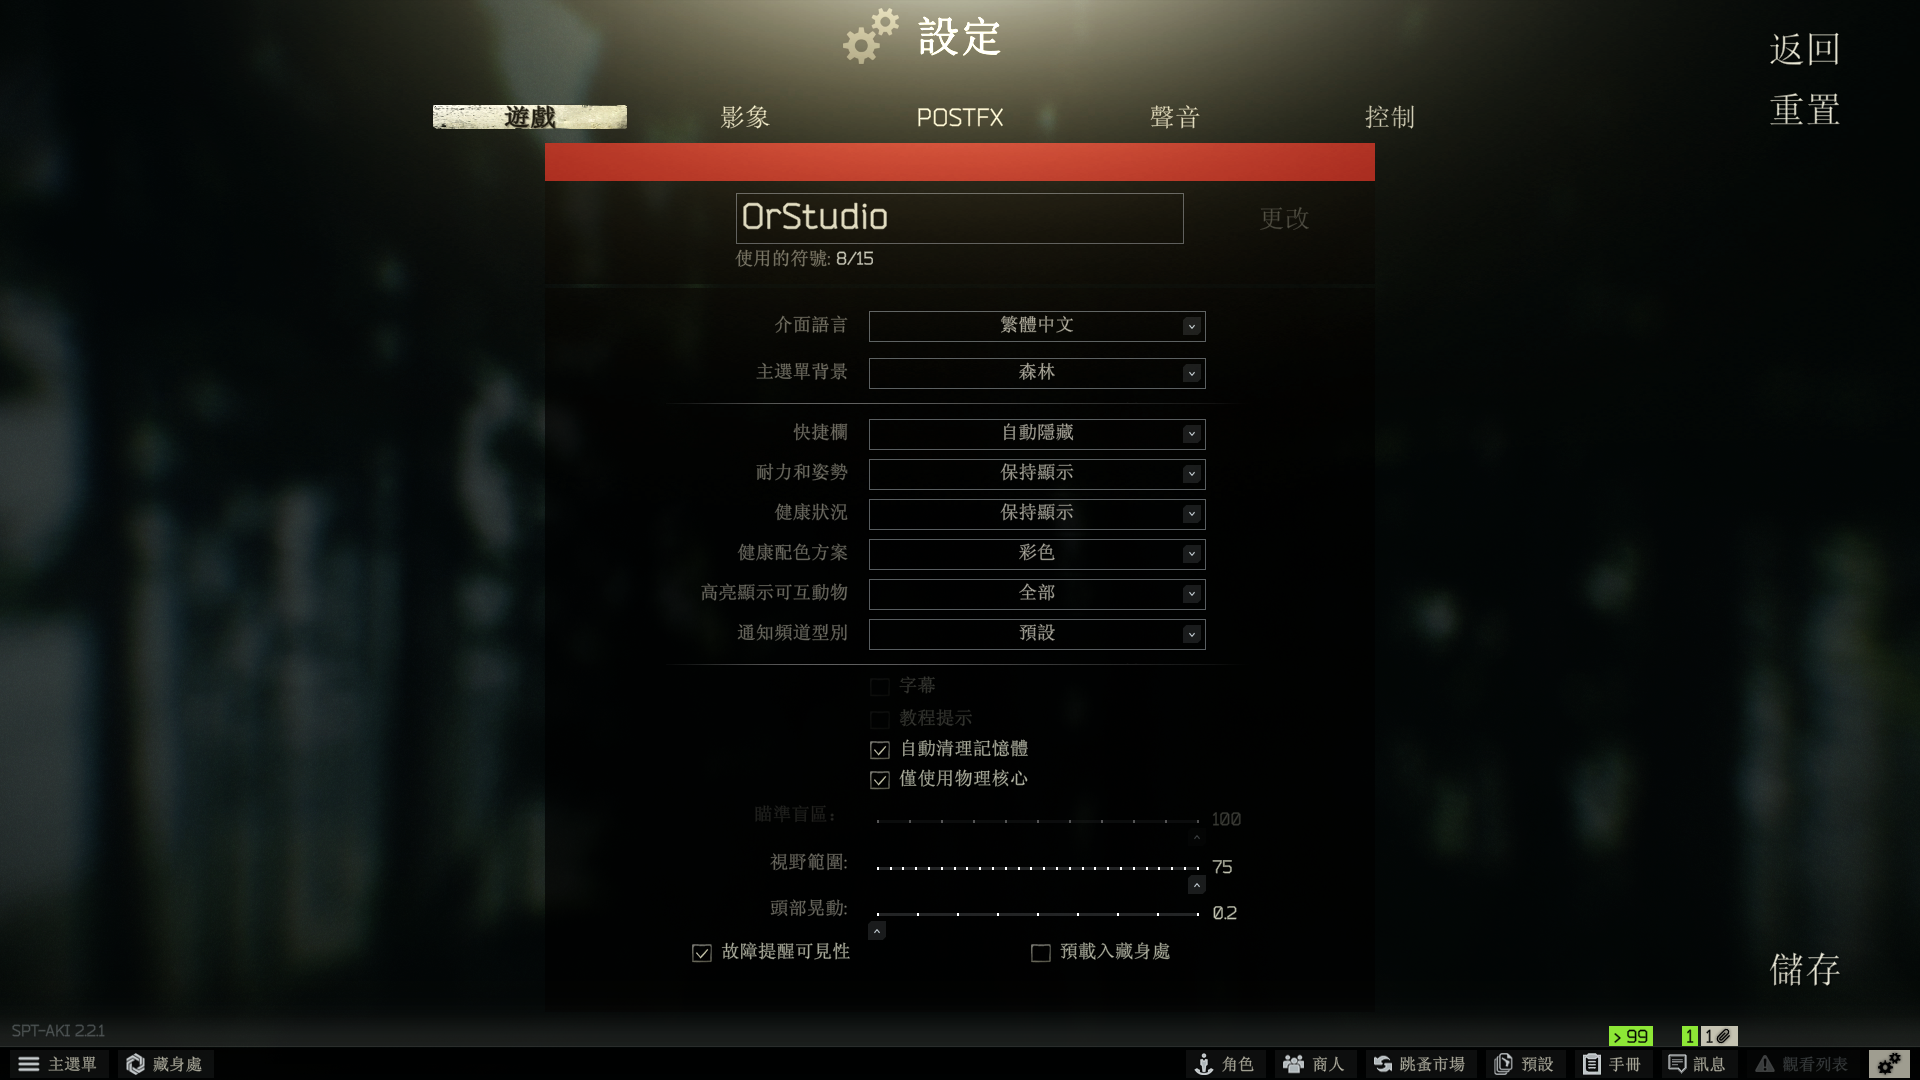 設定
返回
重置
遊戲
影象
POSTFX
聲音
控制
OrStudio
更改
使用的符號: 8/15
介面語言 繁體中文
主選單背景 森林
快捷欄 自動隱藏
耐力和姿勢 保持顯示
健康狀況 保持顯示
健康配色方案 彩色
高亮顯示可互動物 全部
通知頻道型別 預設
字幕
教程提示
自動清理記憶體
僅使用物理核心
瞄準盲區： 100
視野範圍: 75
頭部晃動: 0.2
故障提醒可見性
預載入藏身處
儲存
SPT-AKI 2.2.1
> 99
1 1
主選單
藏身處
角色
商人
跳蚤市場
預設
手冊
訊息
觀看列表